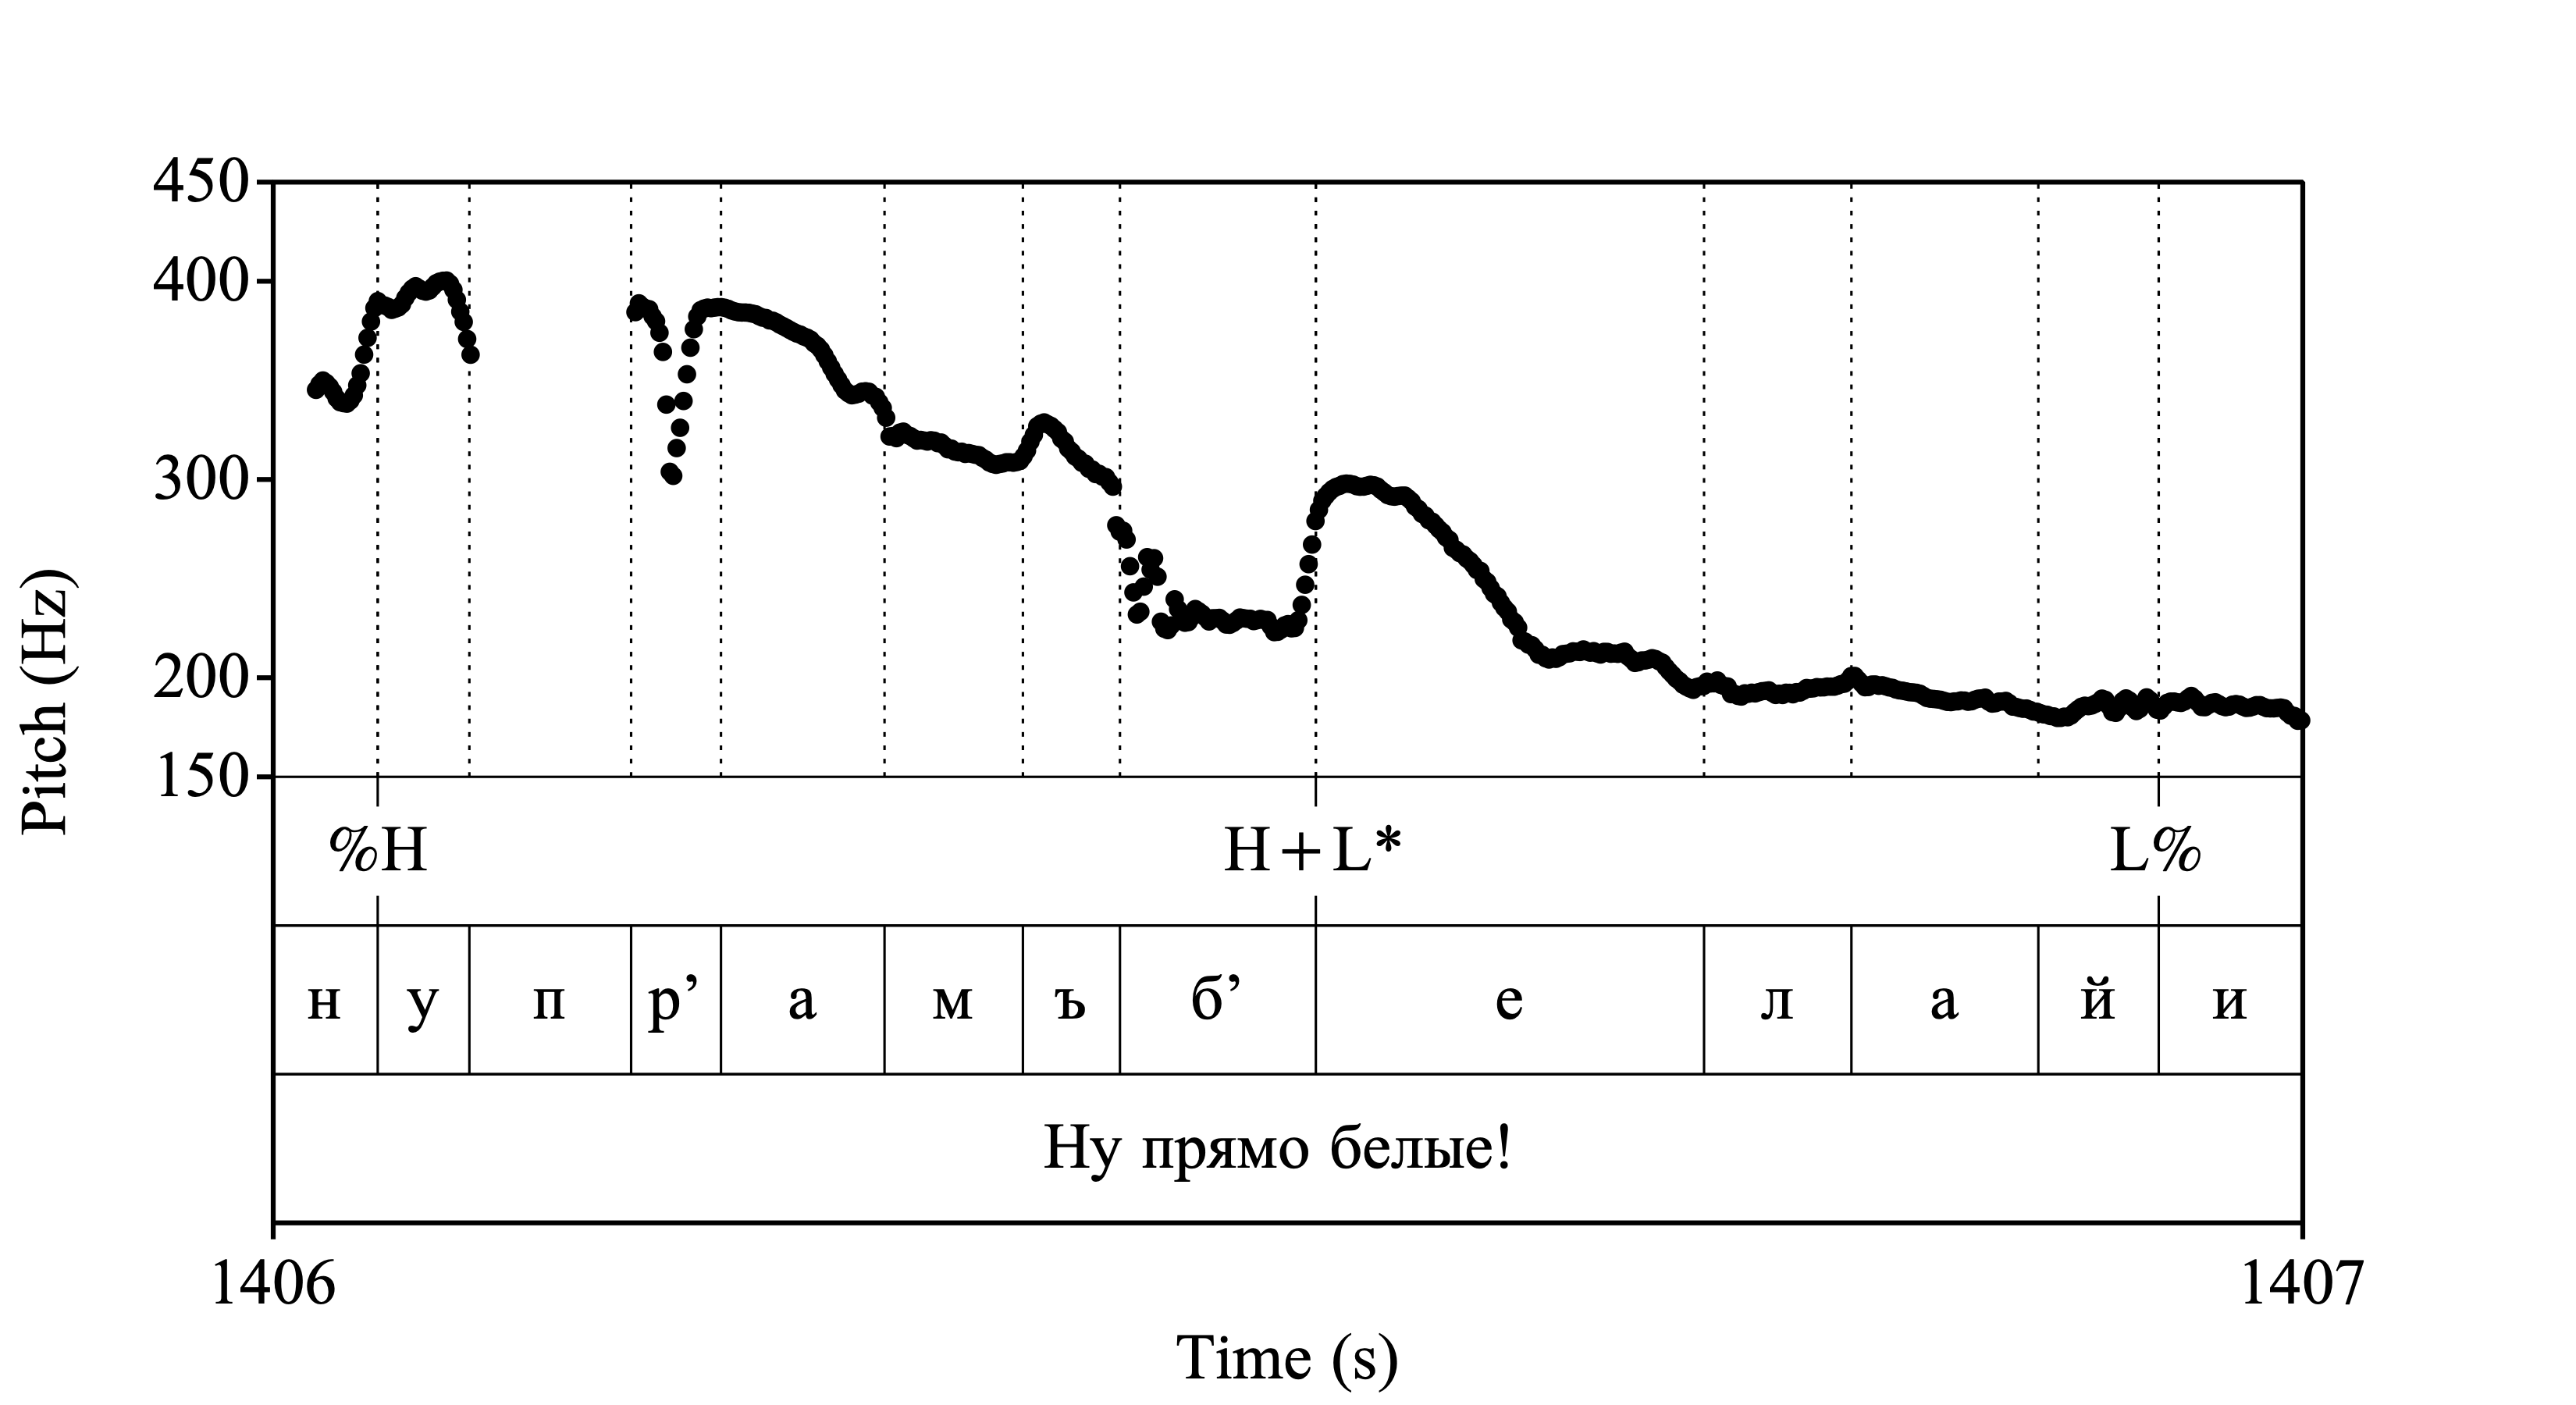 450
400
300
200
150
Pitch (Hz)
%H H+L* L%
н у п р’ а м ъ б’ е л а й и
Ну прямо белые!
1406 1407
Time (s)